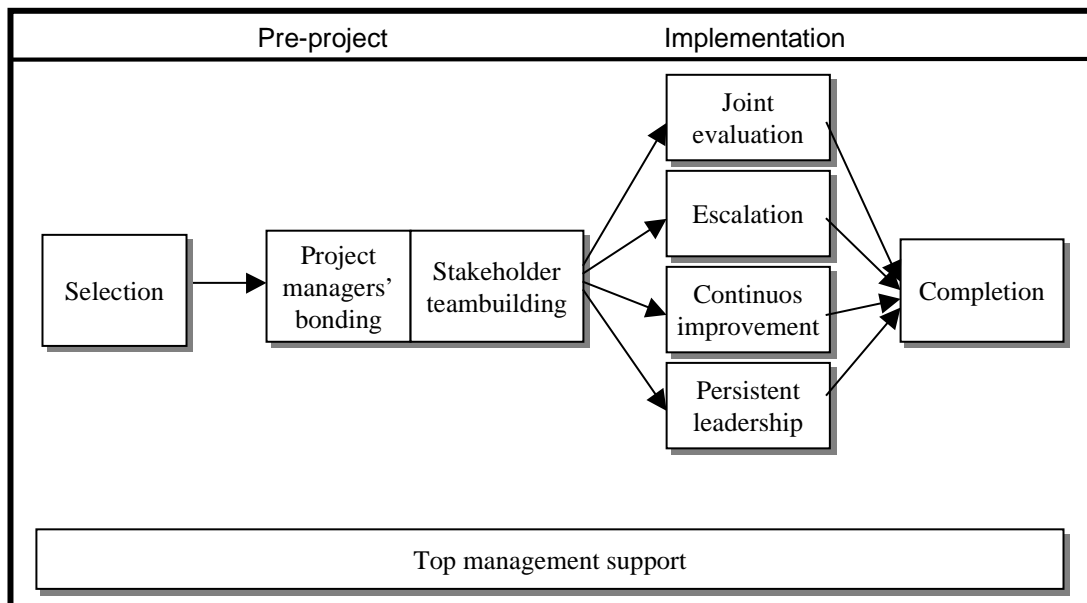 Pre-project
Implementation
Selection
Project
managers’
bonding
Stakeholder
teambuilding
Joint
evaluation
Escalation
Continuos
improvement
Persistent
leadership
Completion
Top management support